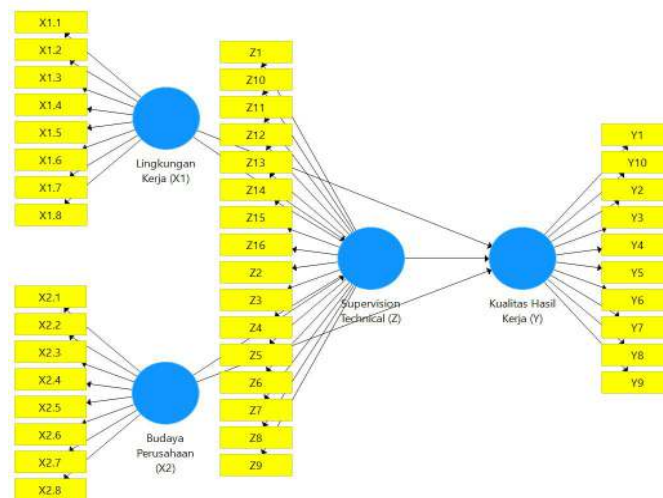 X1.1
X1.2
X1.3
X1.4
X1.5
X1.6
X1.7
X1.8
Lingkungan
Kerja (X1)
X2.1
X2.2
X2.3
X2.4
X2.5
X2.6
X2.7
X2.8
Budaya
Perusahaan
(X2)
Z1
Z10
Z11
Z12
Z13
Z14
Z15
Z16
Z2
Z3
Z4
Z5
Z6
Z7
Z8
Z9
Supervision
Technical (Z)
Kualitas Hasil
Kerja (Y)
Y1
Y10
Y2
Y3
Y4
Y5
Y6
Y7
Y8
Y9